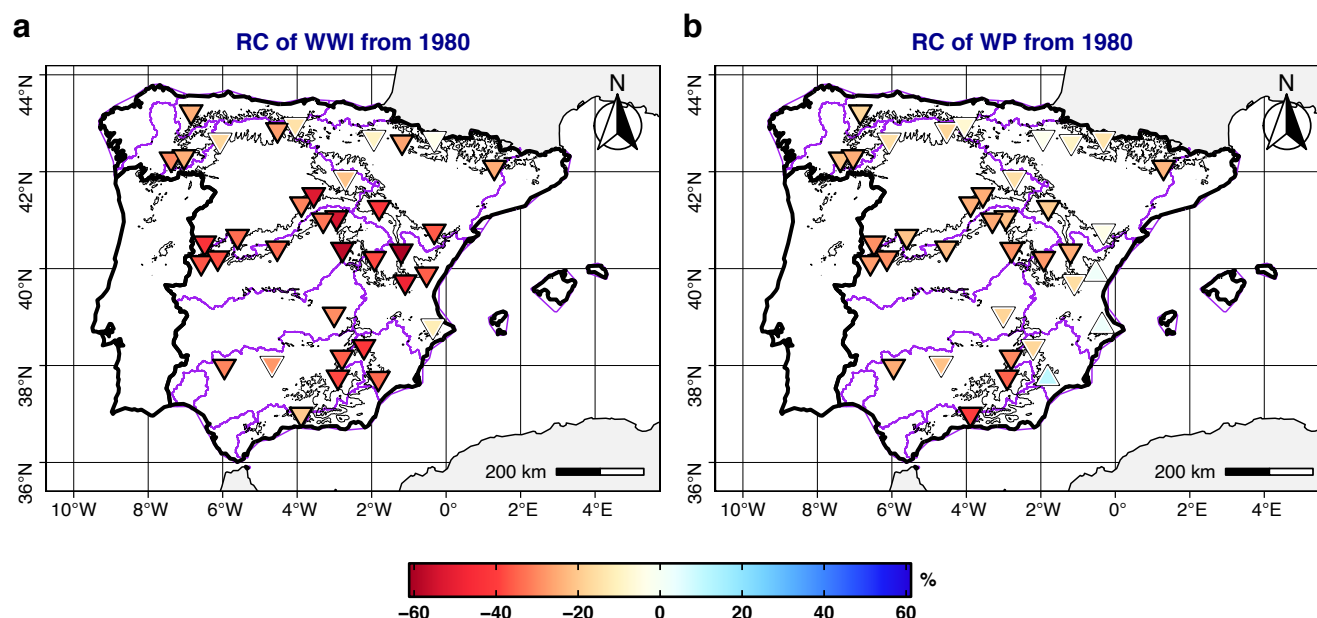 a
RC of WWI from 1980
44°N
42°N
40°N
38°N
36°N
N
200 km
10°W 8°W 6°W 4°W 2°W 0° 2°E 4°E
b
RC of WP from 1980
44°N
42°N
40°N
38°N
36°N
N
200 km
10°W 8°W 6°W 4°W 2°W 0° 2°E 4°E
%
−60 −40 −20 0 20 40 60